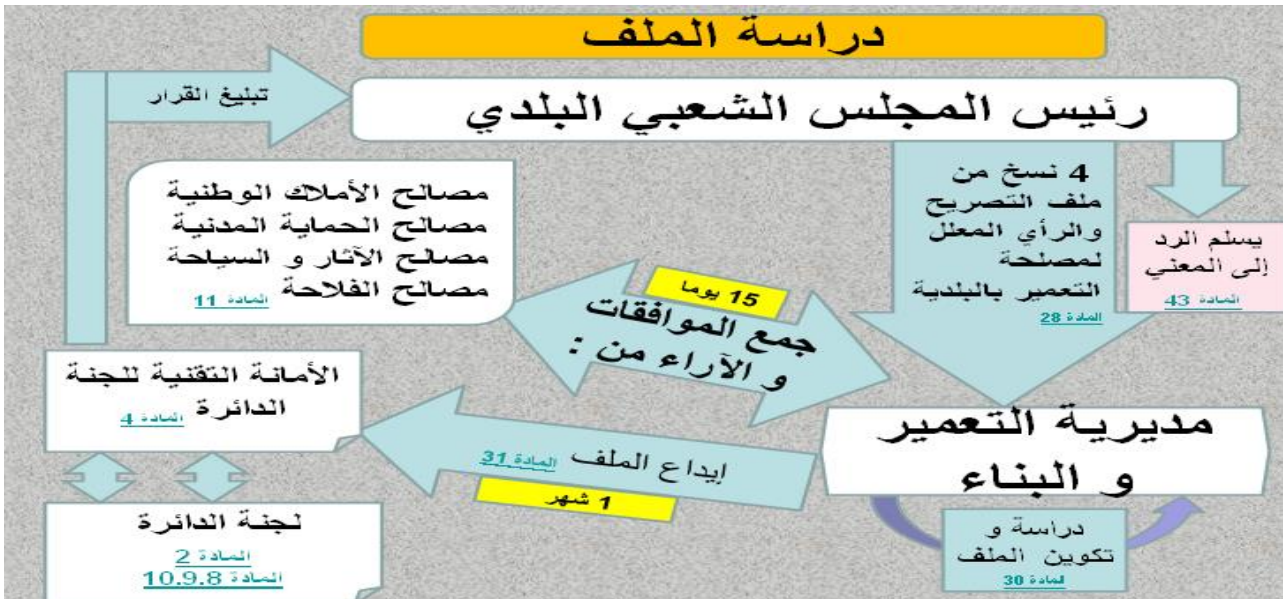 دراسة الملف
تبليغ القرار
رئيس المجلس الشعبي البلدي
4 نسخ من
ملف التصريح
والرأي المعلل
لمصلحة
التعمير بالبلدية
المادة 28
يسلم الرد
إلى المعني
المادة 43
مصالح الأملاك الوطنية
مصالح الحماية المدنية
مصالح الآثار و السياحة
مصالح الفلاحة المادة 11
15 يوما
جمع الموافقات
و الآراء من :
الأمانة التقنية للجنة
الدائرة المادة 4
مديرية التعمير
و البناء
إيداع الملف المادة 31
1 شهر
لجنة الدائرة
المادة 2
المادة 10.9.8
دراسة و
تكوين الملف
المادة 30